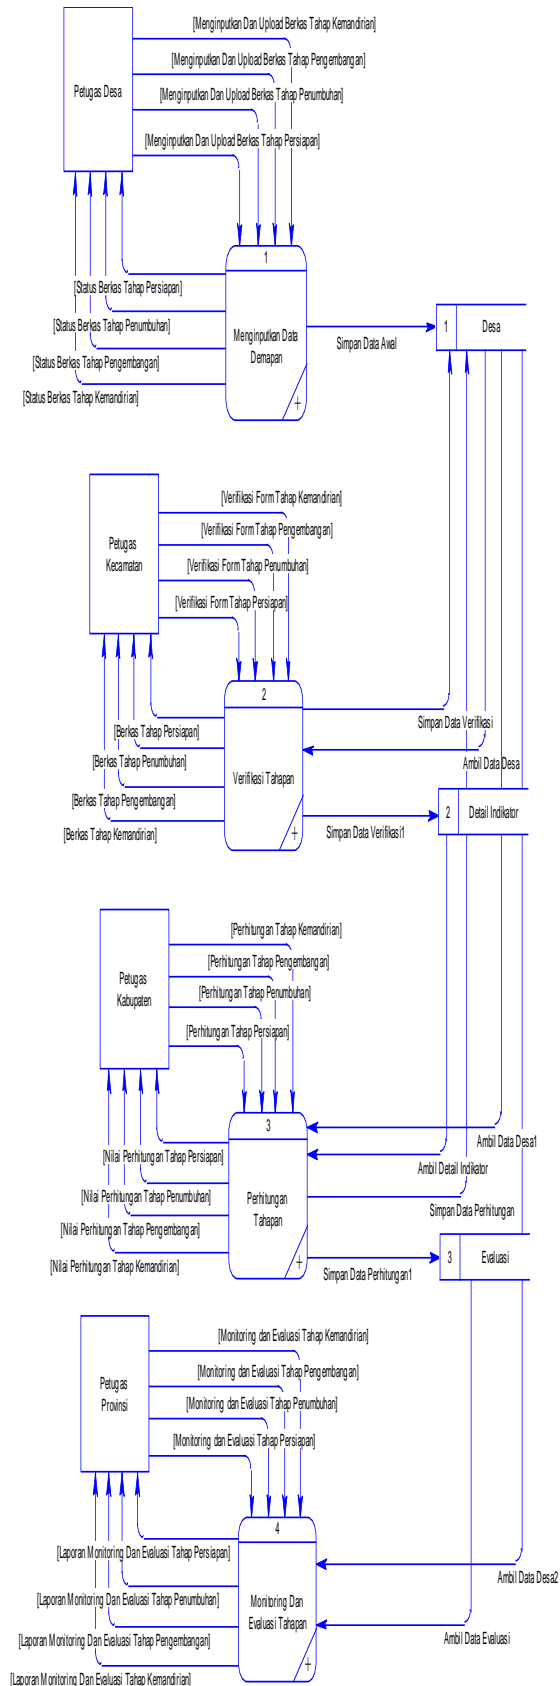 [Menginputkan Dan Upload Berkas Tahap Kemandirian]
[Menginputkan Dan Upload Berkas Tahap Pengembangan]
Petugas Desa
[Menginputkan Dan Upload Berkas Tahap Penumbuhan]
[Menginputkan Dan Upload Berkas Tahap Persiapan]
1
[Status Berkas Tahap Persiapan]
[Status Berkas Tahap Penumbuhan]
[Status Berkas Tahap Pengembangan]
[Status Berkas Tahap Kemandirian]
Menginputkan Data
Demapan
+
Simpan Data Awal
1
Desa
[Verifikasi Form Tahap Kemandirian]
[Verifikasi Form Tahap Pengembangan]
Petugas
Kecamatan
[Verifikasi Form Tahap Penumbuhan]
[Verifikasi Form Tahap Persiapan]
2
[Berkas Tahap Persiapan]
[Berkas Tahap Penumbuhan]
[Berkas Tahap Pengembangan]
[Berkas Tahap Kemandirian]
Verifikasi Tahapan
+
Simpan Data Verifikasi
Ambil Data Desa
Simpan Data Verifikasi1
2
Detail Indikator
[Perhitungan Tahap Kemandirian]
[Perhitungan Tahap Pengembangan]
Petugas
Kabupaten
[Perhitungan Tahap Penumbuhan]
[Perhitungan Tahap Persiapan]
3
[Nilai Perhitungan Tahap Persiapan]
[Nilai Perhitungan Tahap Penumbuhan]
[Nilai Perhitungan Tahap Pengembangan]
[Nilai Perhitungan Tahap Kemandirian]
Perhitungan
Tahapan
+
Ambil Data Desa1
Ambil Detail Indikator
Simpan Data Perhitungan
Simpan Data Perhitungan1
3
Evaluasi
[Monitoring dan Evaluasi Tahap Kemandirian]
[Monitoring dan Evaluasi Tahap Pengembangan]
Petugas
Provinsi
[Monitoring dan Evaluasi Tahap Penumbuhan]
[Monitoring dan Evaluasi Tahap Persiapan]
4
[Laporan Monitoring Dan Evaluasi Tahap Persiapan]
[Laporan Monitoring Dan Evaluasi Tahap Penumbuhan]
[Laporan Monitoring Dan Evaluasi Tahap Pengembangan]
[Laporan Monitoring Dan Evaluasi Tahap Kemandirian]
Monitoring Dan
Evaluasi Tahapan
+
Ambil Data Desa2
Ambil Data Evaluasi